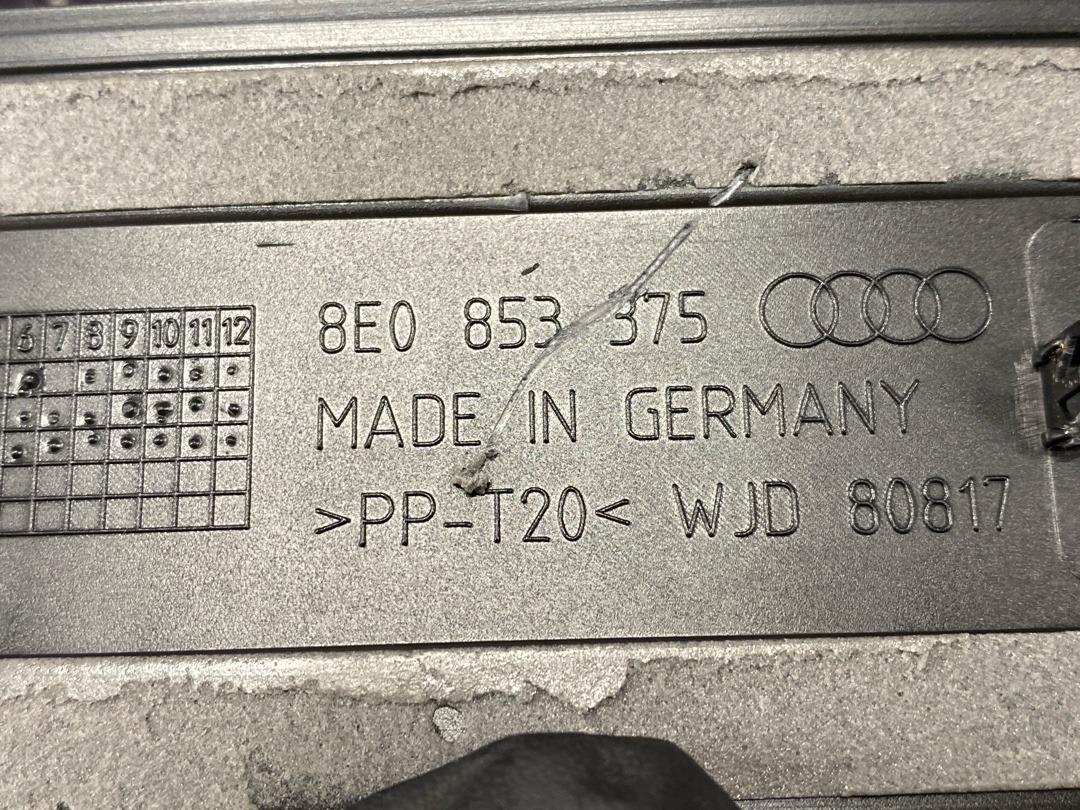 6 7 8 9 10 11 12
8E0 853 375
MADE IN GERMANY
>PP-T20< WJD 80817